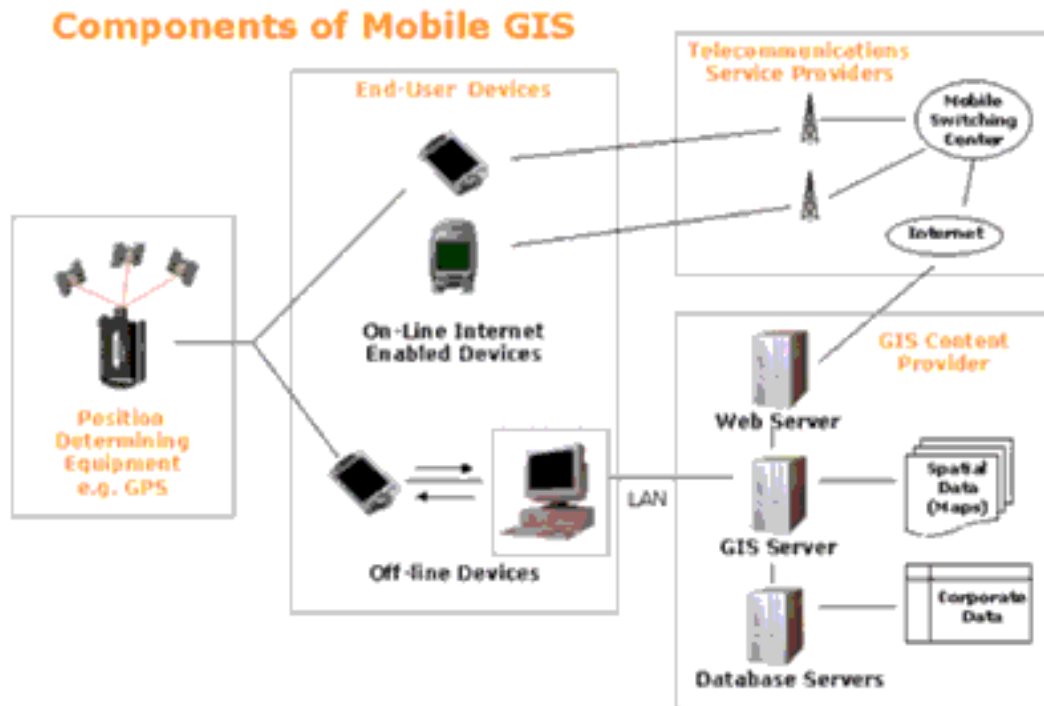 Components of Mobile GIS
Telecommunications
Service Providers
End-User Devices
Mobile
Switching
Center
Internet
On-Line Internet
Enabled Devices
GIS Content
Provider
Position
Determining
Equipment
e.g. GPS
Web Server
Spatial
Data
(Maps)
LAN
GIS Server
Off-line Devices
Corporate
Data
Database Servers